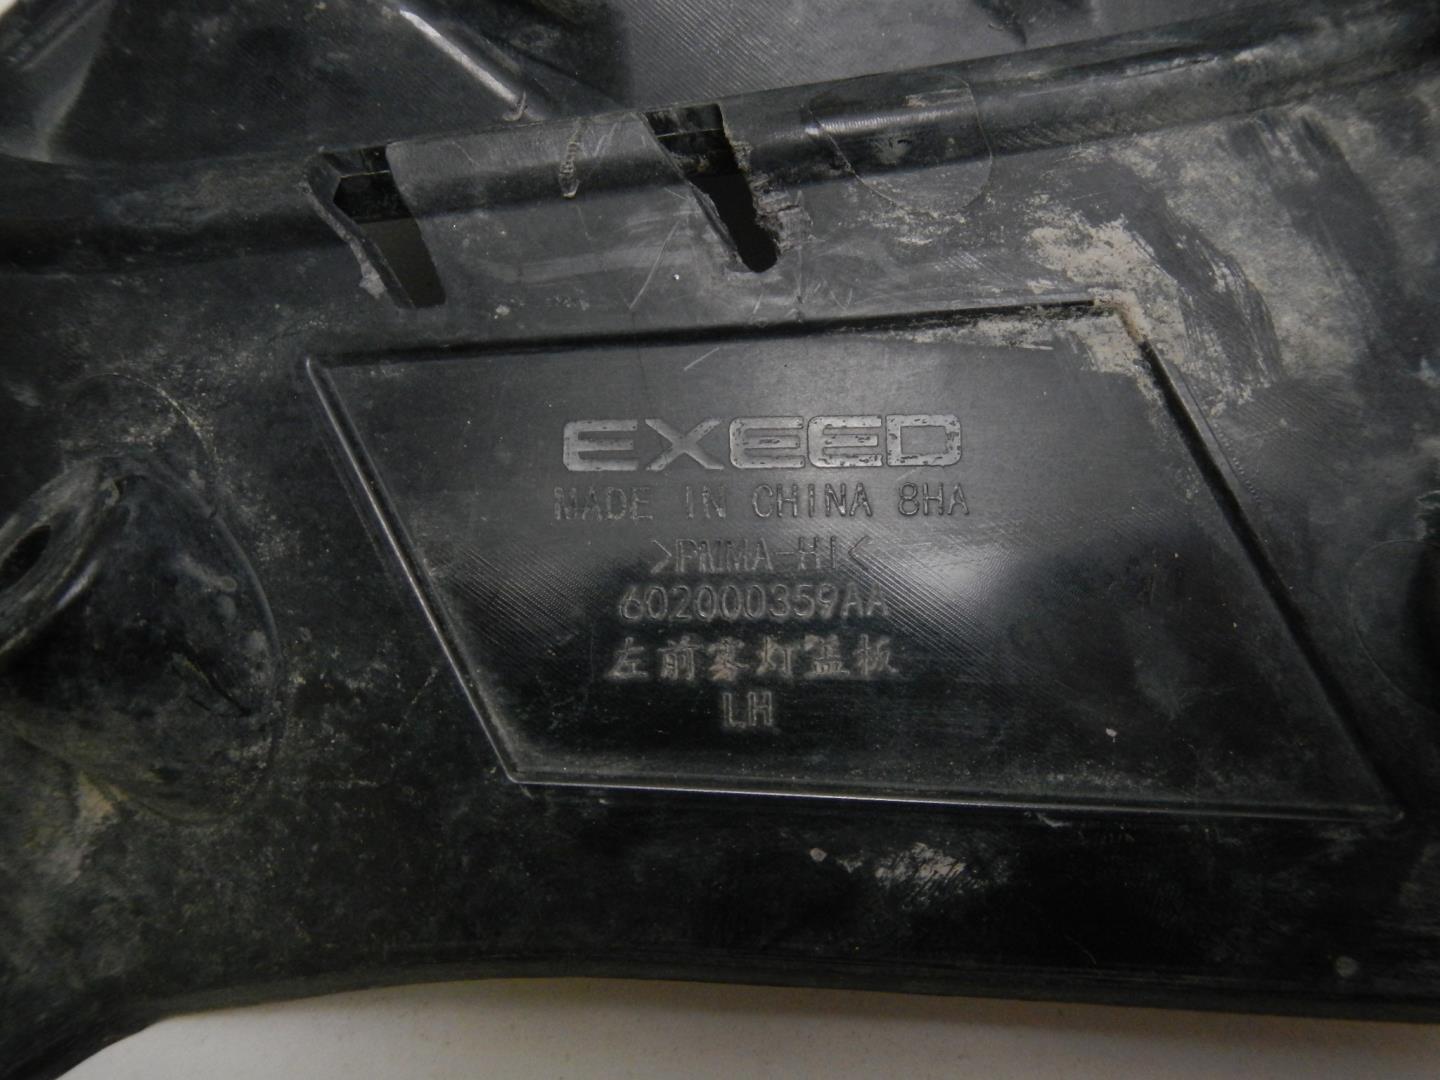 EXEED
MADE IN CHINA 8HA
>PMMA-HI<
602000359AA
左前雾灯盖板
LH